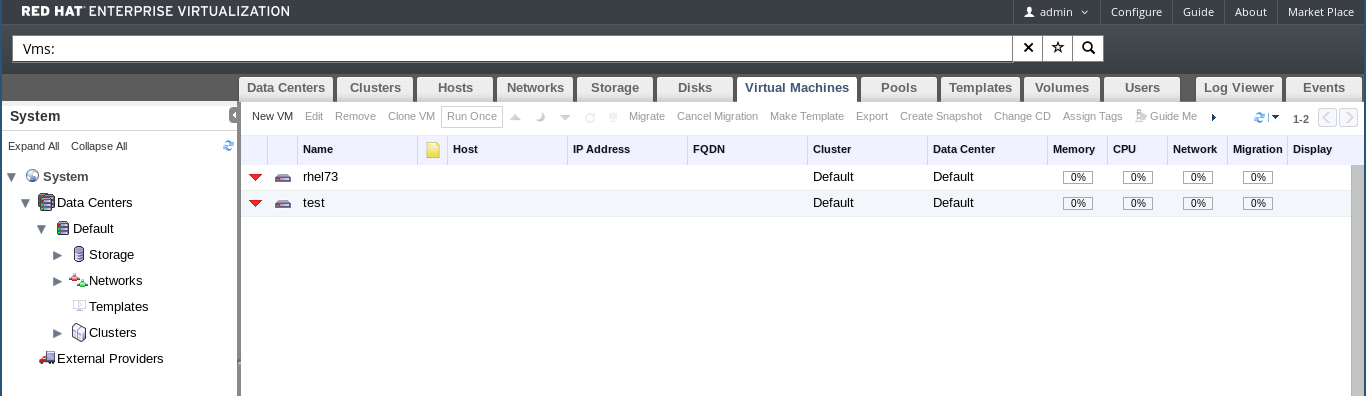 RED HAT ENTERPRISE VIRTUALIZATION
admin Configure Guide About Market Place
Vms:
Data Centers Clusters Hosts Networks Storage Disks Virtual Machines Pools Templates Volumes Users Log Viewer Events
System
New VM Edit Remove Clone VM Run Once Migrate Cancel Migration Make Template Export Create Snapshot Change CD Assign Tags Guide Me 1-2
Expand All Collapse All
Name Host IP Address FQDN Cluster Data Center Memory CPU Network Migration Display
rhel73 Default Default 0% 0% 0% 0%
test Default Default 0% 0% 0% 0%
System
Data Centers
Default
Storage
Networks
Templates
Clusters
External Providers